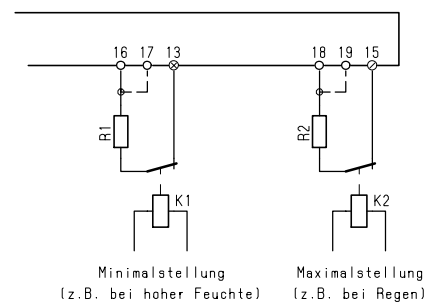 16 17 13 18 19 15
R1 R2
K1 K2
Minimalstellung Maximalstellung
(z.B. bei hoher Feuchte) (z.B. bei Regen)